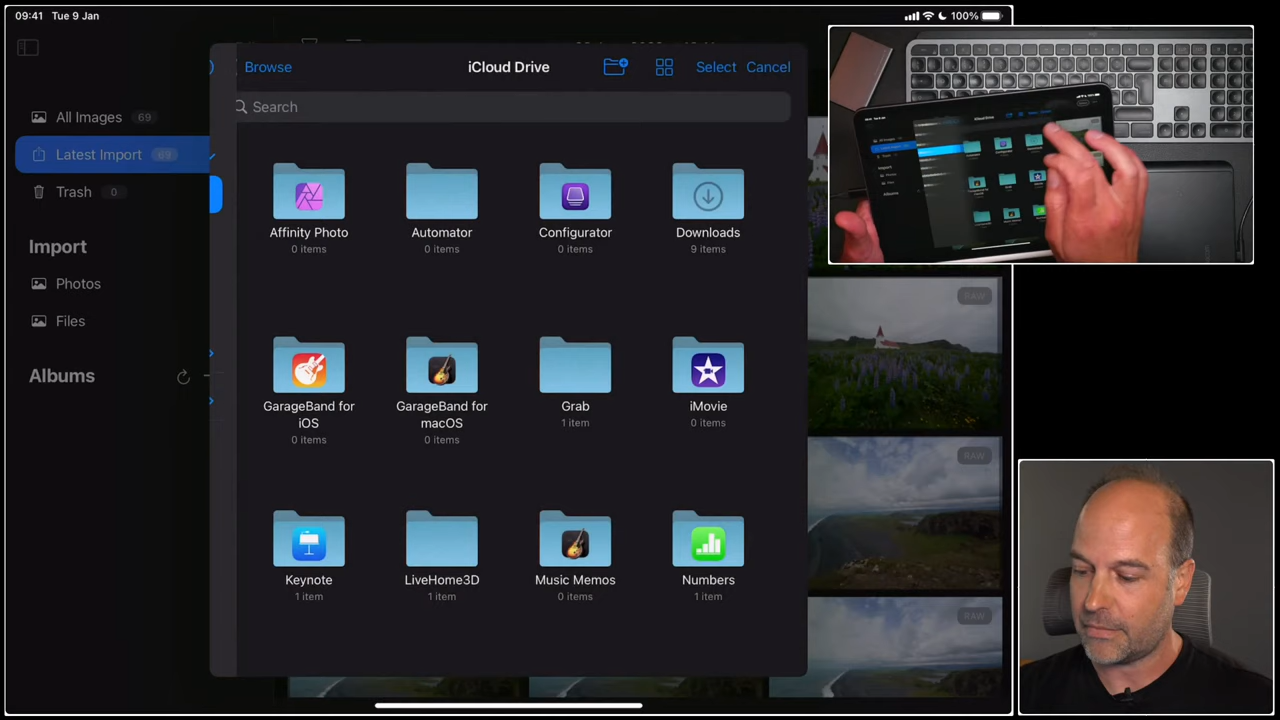 09:41 Tue 9 Jan
100%
All Images 69
Latest Import 69
Trash 0
Import
Photos
Files
Albums
Browse
iCloud Drive
Select
Cancel
Search
Affinity Photo
0 items
Automator
0 items
Configurator
0 items
Downloads
9 items
GarageBand for
iOS
0 items
GarageBand for
macOS
0 items
Grab
1 item
iMovie
0 items
Keynote
1 item
LiveHome3D
1 item
Music Memos
0 items
Numbers
1 item
RAW
RAW
RAW